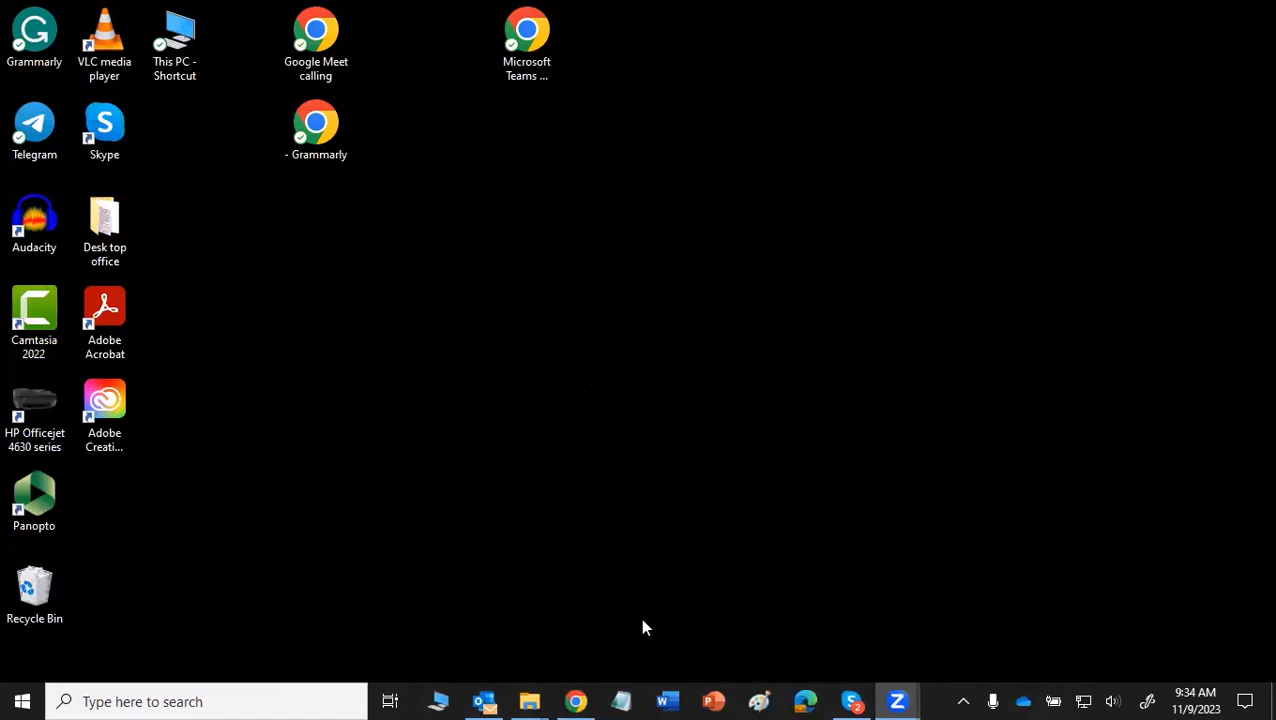 Grammarly
VLC media
player
This PC -
Shortcut
Google Meet
calling
Microsoft
Teams ...
Telegram
Skype
- Grammarly
Audacity
Desk top
office
Camtasia
2022
Adobe
Acrobat
HP Officejet
4630 series
Adobe
Creati...
Panopto
Recycle Bin
Type here to search
2
9:34 AM
11/9/2023